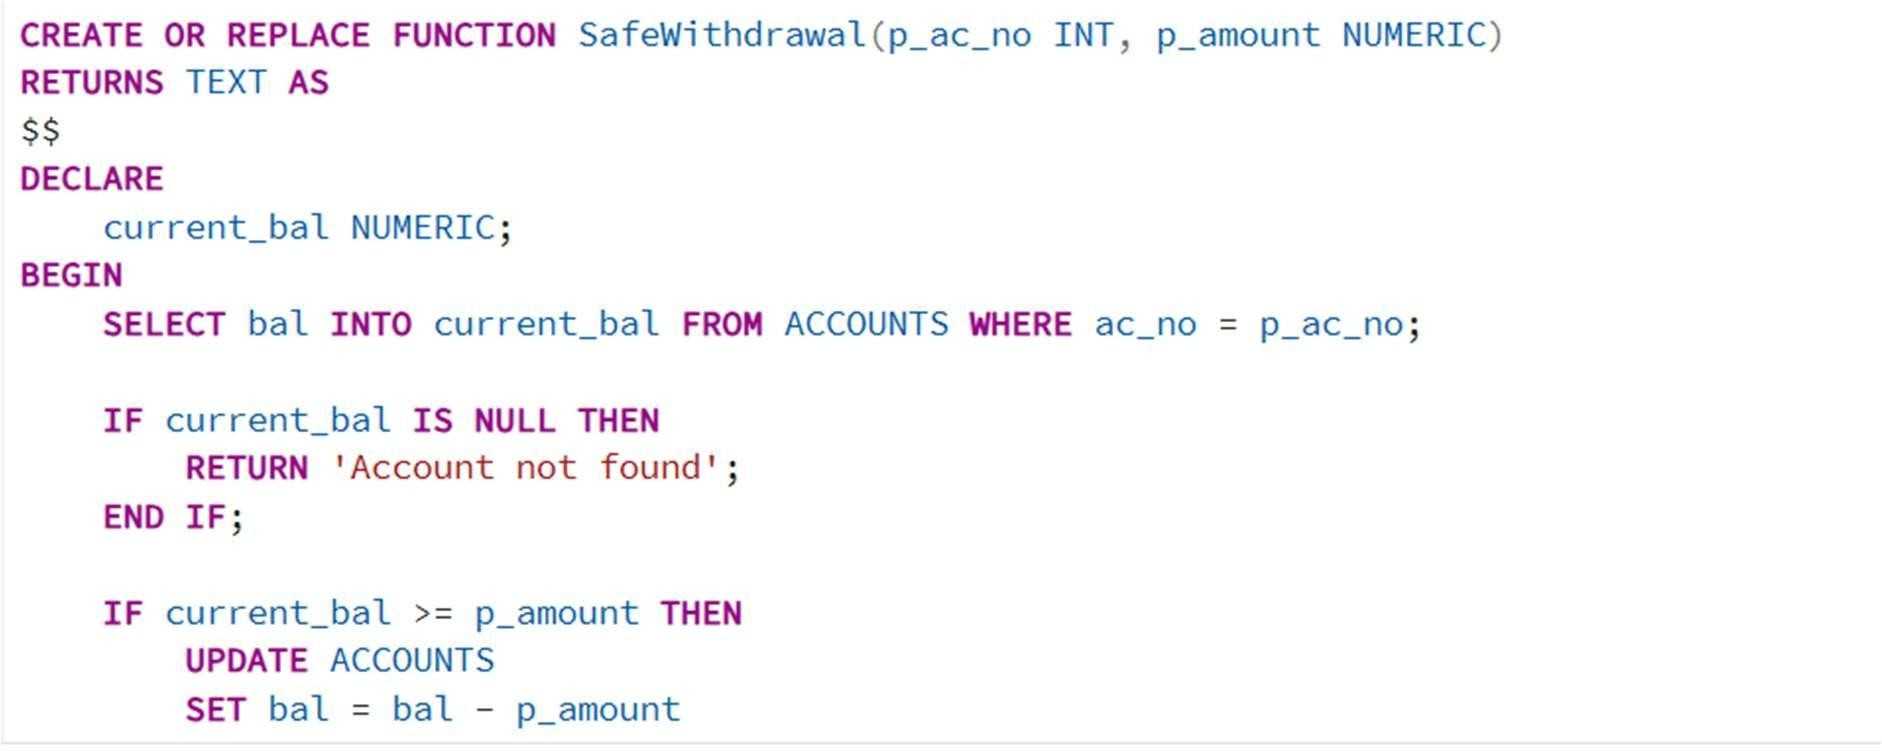 CREATE OR REPLACE FUNCTION SafeWithdrawal(p_ac_no INT, p_amount NUMERIC)
RETURNS TEXT AS
$$
DECLARE
    current_bal NUMERIC;
BEGIN
    SELECT bal INTO current_bal FROM ACCOUNTS WHERE ac_no = p_ac_no;
    IF current_bal IS NULL THEN
        RETURN 'Account not found';
    END IF;
    IF current_bal >= p_amount THEN
        UPDATE ACCOUNTS
        SET bal = bal - p_amount